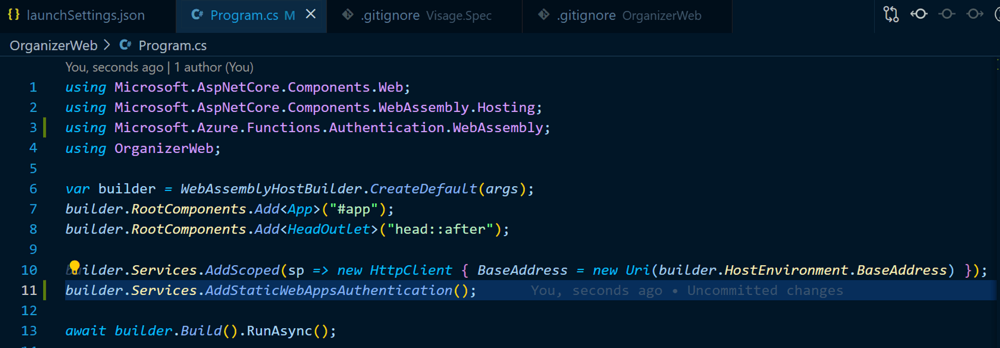 {} launchSettings.json C# Program.cs M .gitignore Visage.Spec .gitignore OrganizerWeb
OrganizerWeb > C# Program.cs
You, seconds ago | 1 author (You)
1 using Microsoft.AspNetCore.Components.Web;
2 using Microsoft.AspNetCore.Components.WebAssembly.Hosting;
3 using Microsoft.Azure.Functions.Authentication.WebAssembly;
4 using OrganizerWeb;
5
6 var builder = WebAssemblyHostBuilder.CreateDefault(args);
7 builder.RootComponents.Add<App>("#app");
8 builder.RootComponents.Add<HeadOutlet>("head::after");
9
10 builder.Services.AddScoped(sp => new HttpClient { BaseAddress = new Uri(builder.HostEnvironment.BaseAddress) });
11 builder.Services.AddStaticWebAppsAuthentication(); You, seconds ago • Uncommitted changes
12
13 await builder.Build().RunAsync();